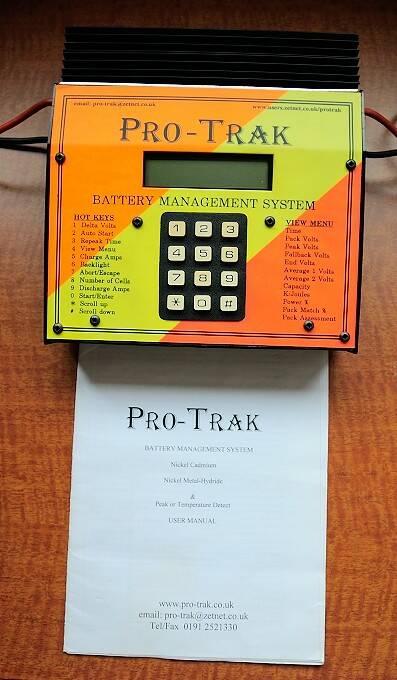 email: pro-trak@zetnet.co.uk
www.users.zetnet.co.uk/protrak
PRO-TRAK
BATTERY MANAGEMENT SYSTEM
HOT KEYS
1 Delta Volts
2 Auto Start
3 Repeak Time
4 View Menu
5 Charge Amps
6 Backlight
7 Abort/Escape
8 Number of Cells
9 Discharge Amps
0 Start/Enter
* Scroll up
# Scroll down
1 2 3
4 5 6
7 8 9
* 0 #
VIEW MENU
Time
Pack Volts
Peak Volts
Fallback Volts
End Volts
Average 1 Volts
Average 2 Volts
Capacity
K:Joules
Power %
Pack Match %
Pack Assessment
PRO-TRAK
BATTERY MANAGEMENT SYSTEM
Nickel Cadmium
Nickel Metal-Hydride
&
Peak or Temperature Detect
USER MANUAL
www.pro-trak.co.uk
email: pro-trak@zetnet.co.uk
Tel/Fax 0191 2521330